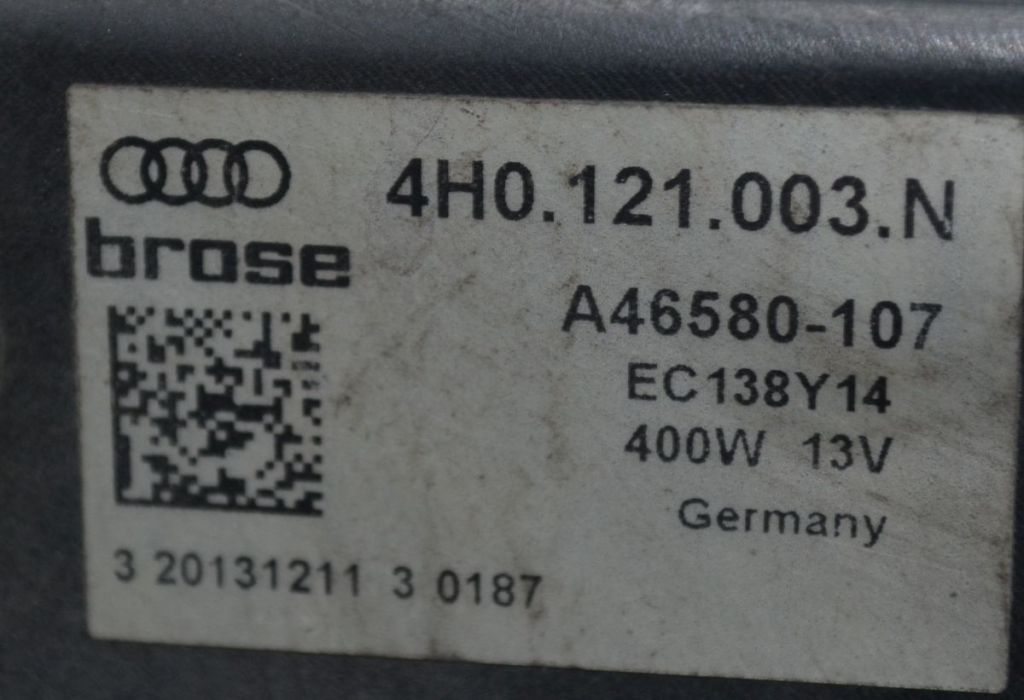 brose
4H0.121.003.N
A46580-107
EC138Y14
400W 13V
Germany
3 20131211 3 0187